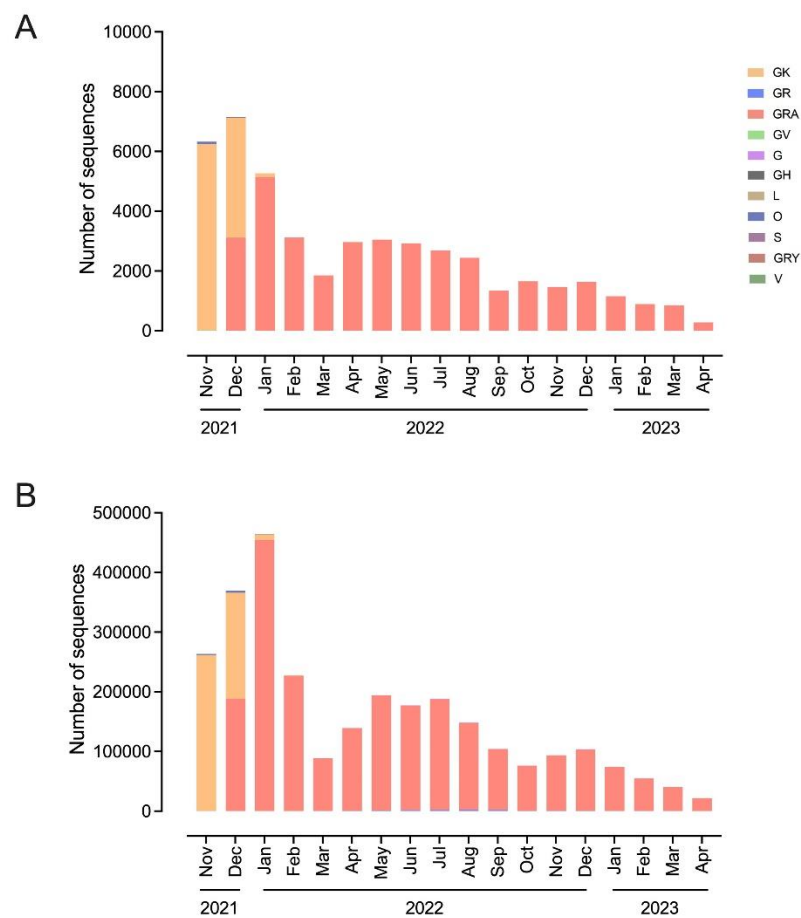 A
Number of sequences
10000
8000
6000
4000
2000
0
Nov
Dec
Jan
Feb
Mar
Apr
May
Jun
Jul
Aug
Sep
Oct
Nov
Dec
Jan
Feb
Mar
Apr
2021
2022
2023
GK
GR
GRA
GV
G
GH
L
O
S
GRY
V
B
Number of sequences
500000
400000
300000
200000
100000
0
Nov
Dec
Jan
Feb
Mar
Apr
May
Jun
Jul
Aug
Sep
Oct
Nov
Dec
Jan
Feb
Mar
Apr
2021
2022
2023